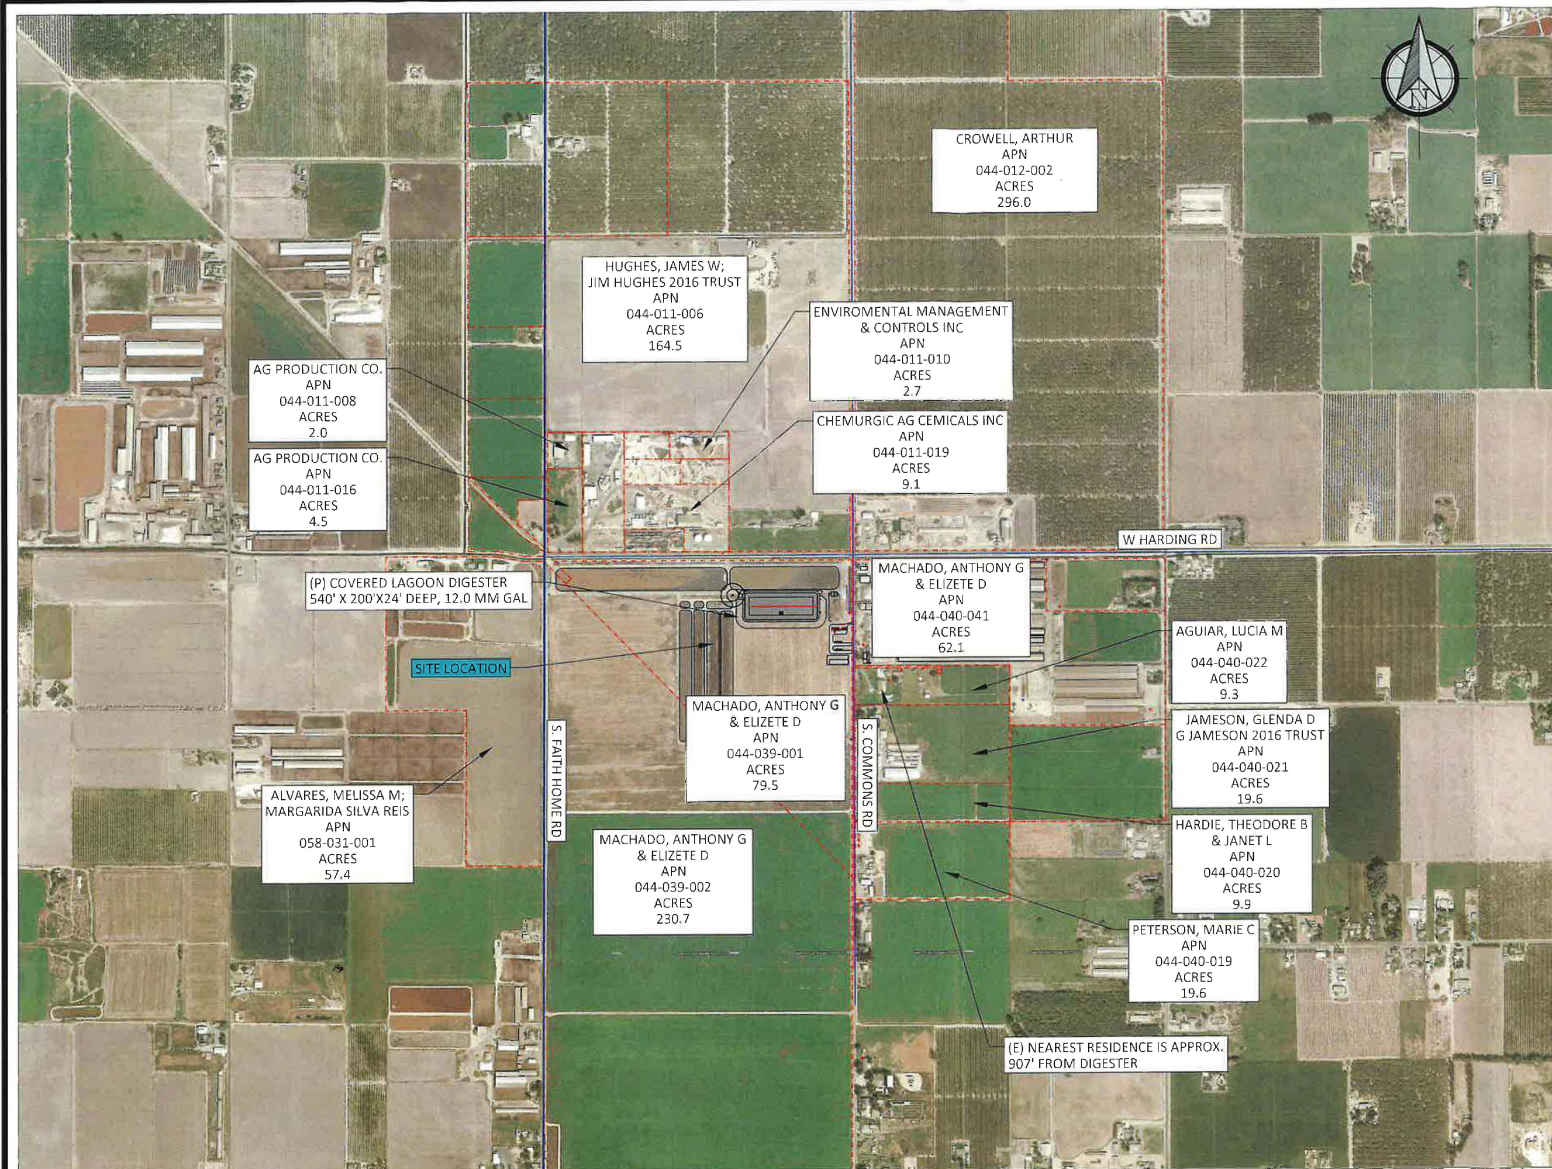 N
CROWELL, ARTHUR
APN
044-012-002
ACRES
296.0
HUGHES, JAMES W;
JIM HUGHES 2016 TRUST
APN
044-011-006
ACRES
164.5
ENVIROMENTAL MANAGEMENT
& CONTROLS INC
APN
044-011-010
ACRES
2.7
AG PRODUCTION CO.
APN
044-011-008
ACRES
2.0
CHEMURGIC AG CEMICALS INC
APN
044-011-019
ACRES
9.1
AG PRODUCTION CO.
APN
044-011-016
ACRES
4.5
W HARDING RD
(P) COVERED LAGOON DIGESTER
540' X 200'X24' DEEP, 12.0 MM GAL
MACHADO, ANTHONY G
& ELIZETE D
APN
044-040-041
ACRES
62.1
SITE LOCATION
AGUIAR, LUCIA M
APN
044-040-022
ACRES
9.3
MACHADO, ANTHONY G
& ELIZETE D
APN
044-039-001
ACRES
79.5
S. FAITH HOME RD
S. COMMONS RD
JAMESON, GLENDA D
G JAMESON 2016 TRUST
APN
044-040-021
ACRES
19.6
ALVARES, MELISSA M;
MARGARIDA SILVA REIS
APN
058-031-001
ACRES
57.4
HARDIE, THEODORE B
& JANET L
APN
044-040-020
ACRES
9.9
MACHADO, ANTHONY G
& ELIZETE D
APN
044-039-002
ACRES
230.7
PETERSON, MARIE C
APN
044-040-019
ACRES
19.6
(E) NEAREST RESIDENCE IS APPROX.
907' FROM DIGESTER